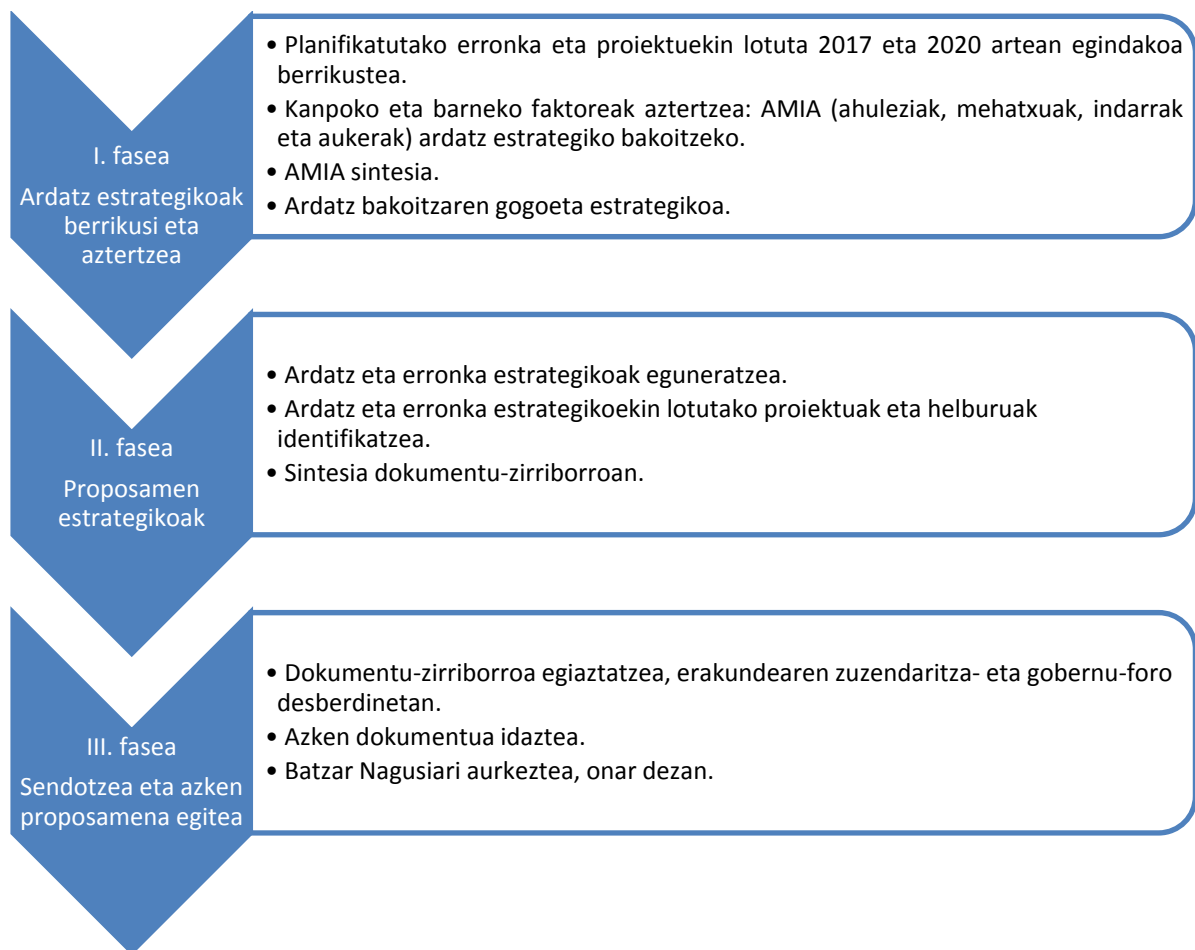 I. fasea
Ardatz estrategikoak
berrikusi eta
aztertzea
• Planifikatutako erronka eta proiektuekin lotuta 2017 eta 2020 artean egindakoa
berrikustea.
• Kanpoko eta barneko faktoreak aztertzea: AMIA (ahuleziak, mehatxuak, indarrak
eta aukerak) ardatz estrategiko bakoitzeko.
• AMIA sintesia.
• Ardatz bakoitzaren gogoeta estrategikoa.
II. fasea
Proposamen
estrategikoak
• Ardatz eta erronka estrategikoak eguneratzea.
• Ardatz eta erronka estrategikoekin lotutako proiektuak eta helburuak
identifikatzea.
• Sintesia dokumentu-zirriborroan.
III. fasea
Sendotzea eta azken
proposamena egitea
• Dokumentu-zirriborroa egiaztatzea, erakundearen zuzendaritza- eta gobernu-foro
desberdinetan.
• Azken dokumentua idaztea.
• Batzar Nagusiari aurkeztea, onar dezan.